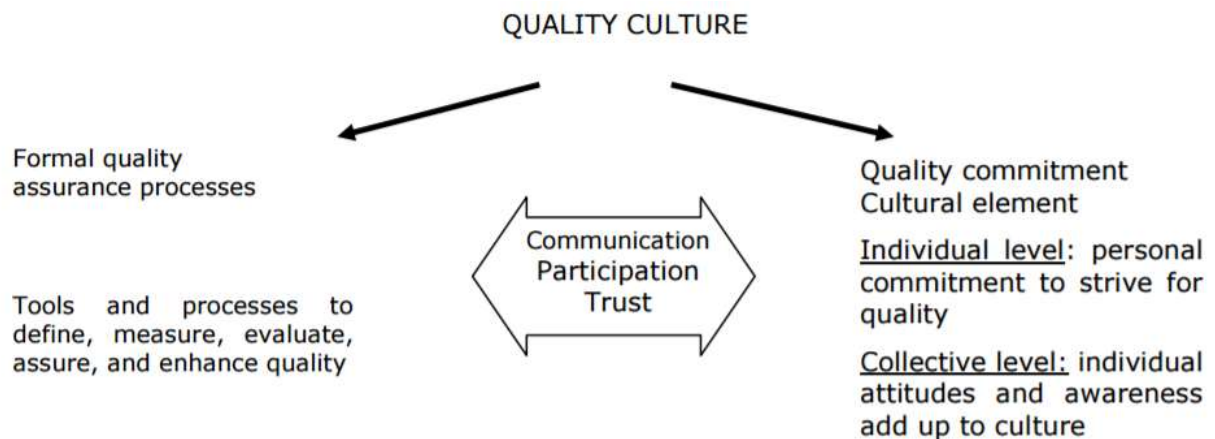 QUALITY CULTURE
Formal quality
assurance processes
Tools and processes to
define, measure, evaluate,
assure, and enhance quality
Communication
Participation
Trust
Quality commitment
Cultural element
Individual level: personal
commitment to strive for
quality
Collective level: individual
attitudes and awareness
add up to culture